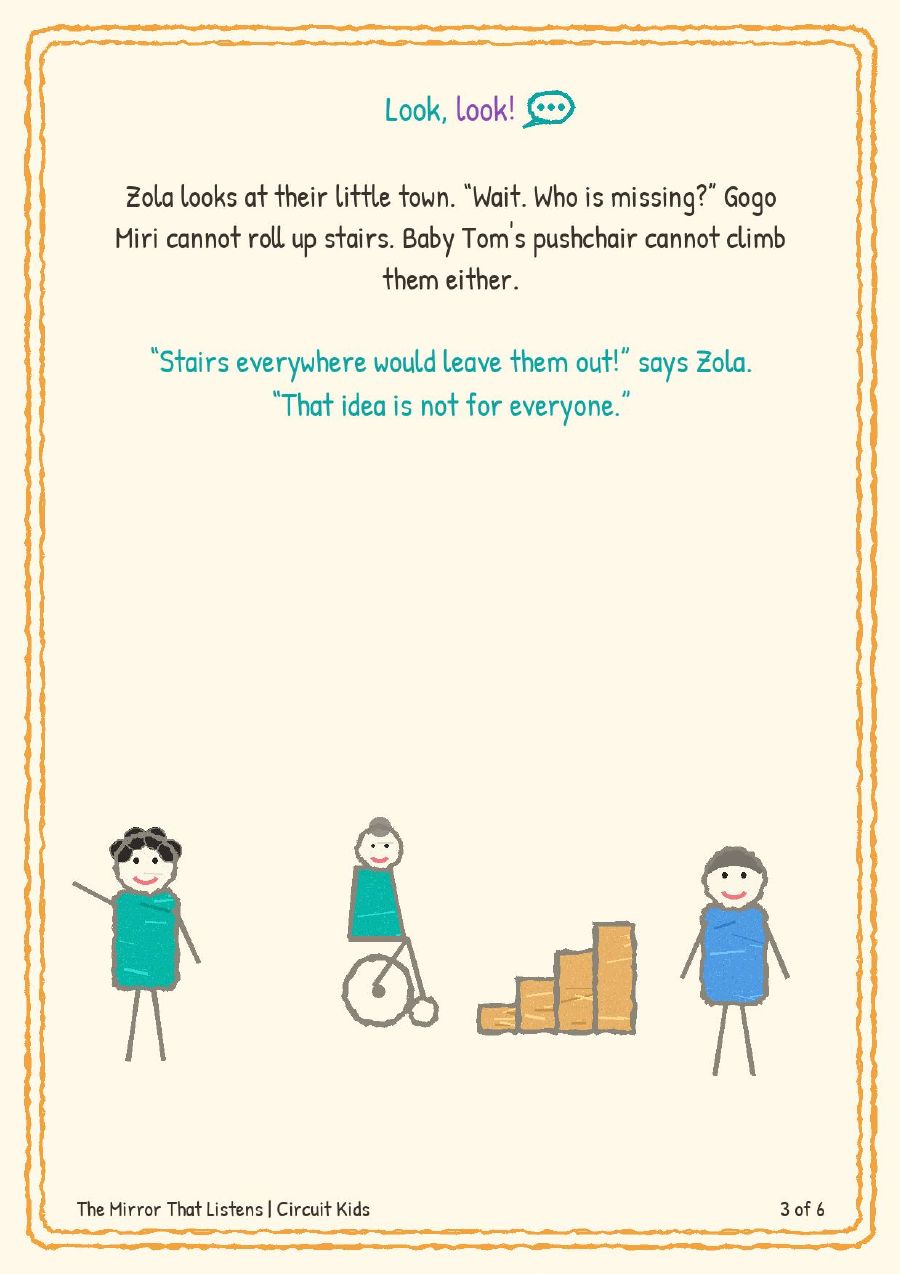 Look, look!
Zola looks at their little town. “Wait. Who is missing?” Gogo
Miri cannot roll up stairs. Baby Tom's pushchair cannot climb
them either.
“Stairs everywhere would leave them out!” says Zola.
“That idea is not for everyone.”
The Mirror That Listens | Circuit Kids
3 of 6